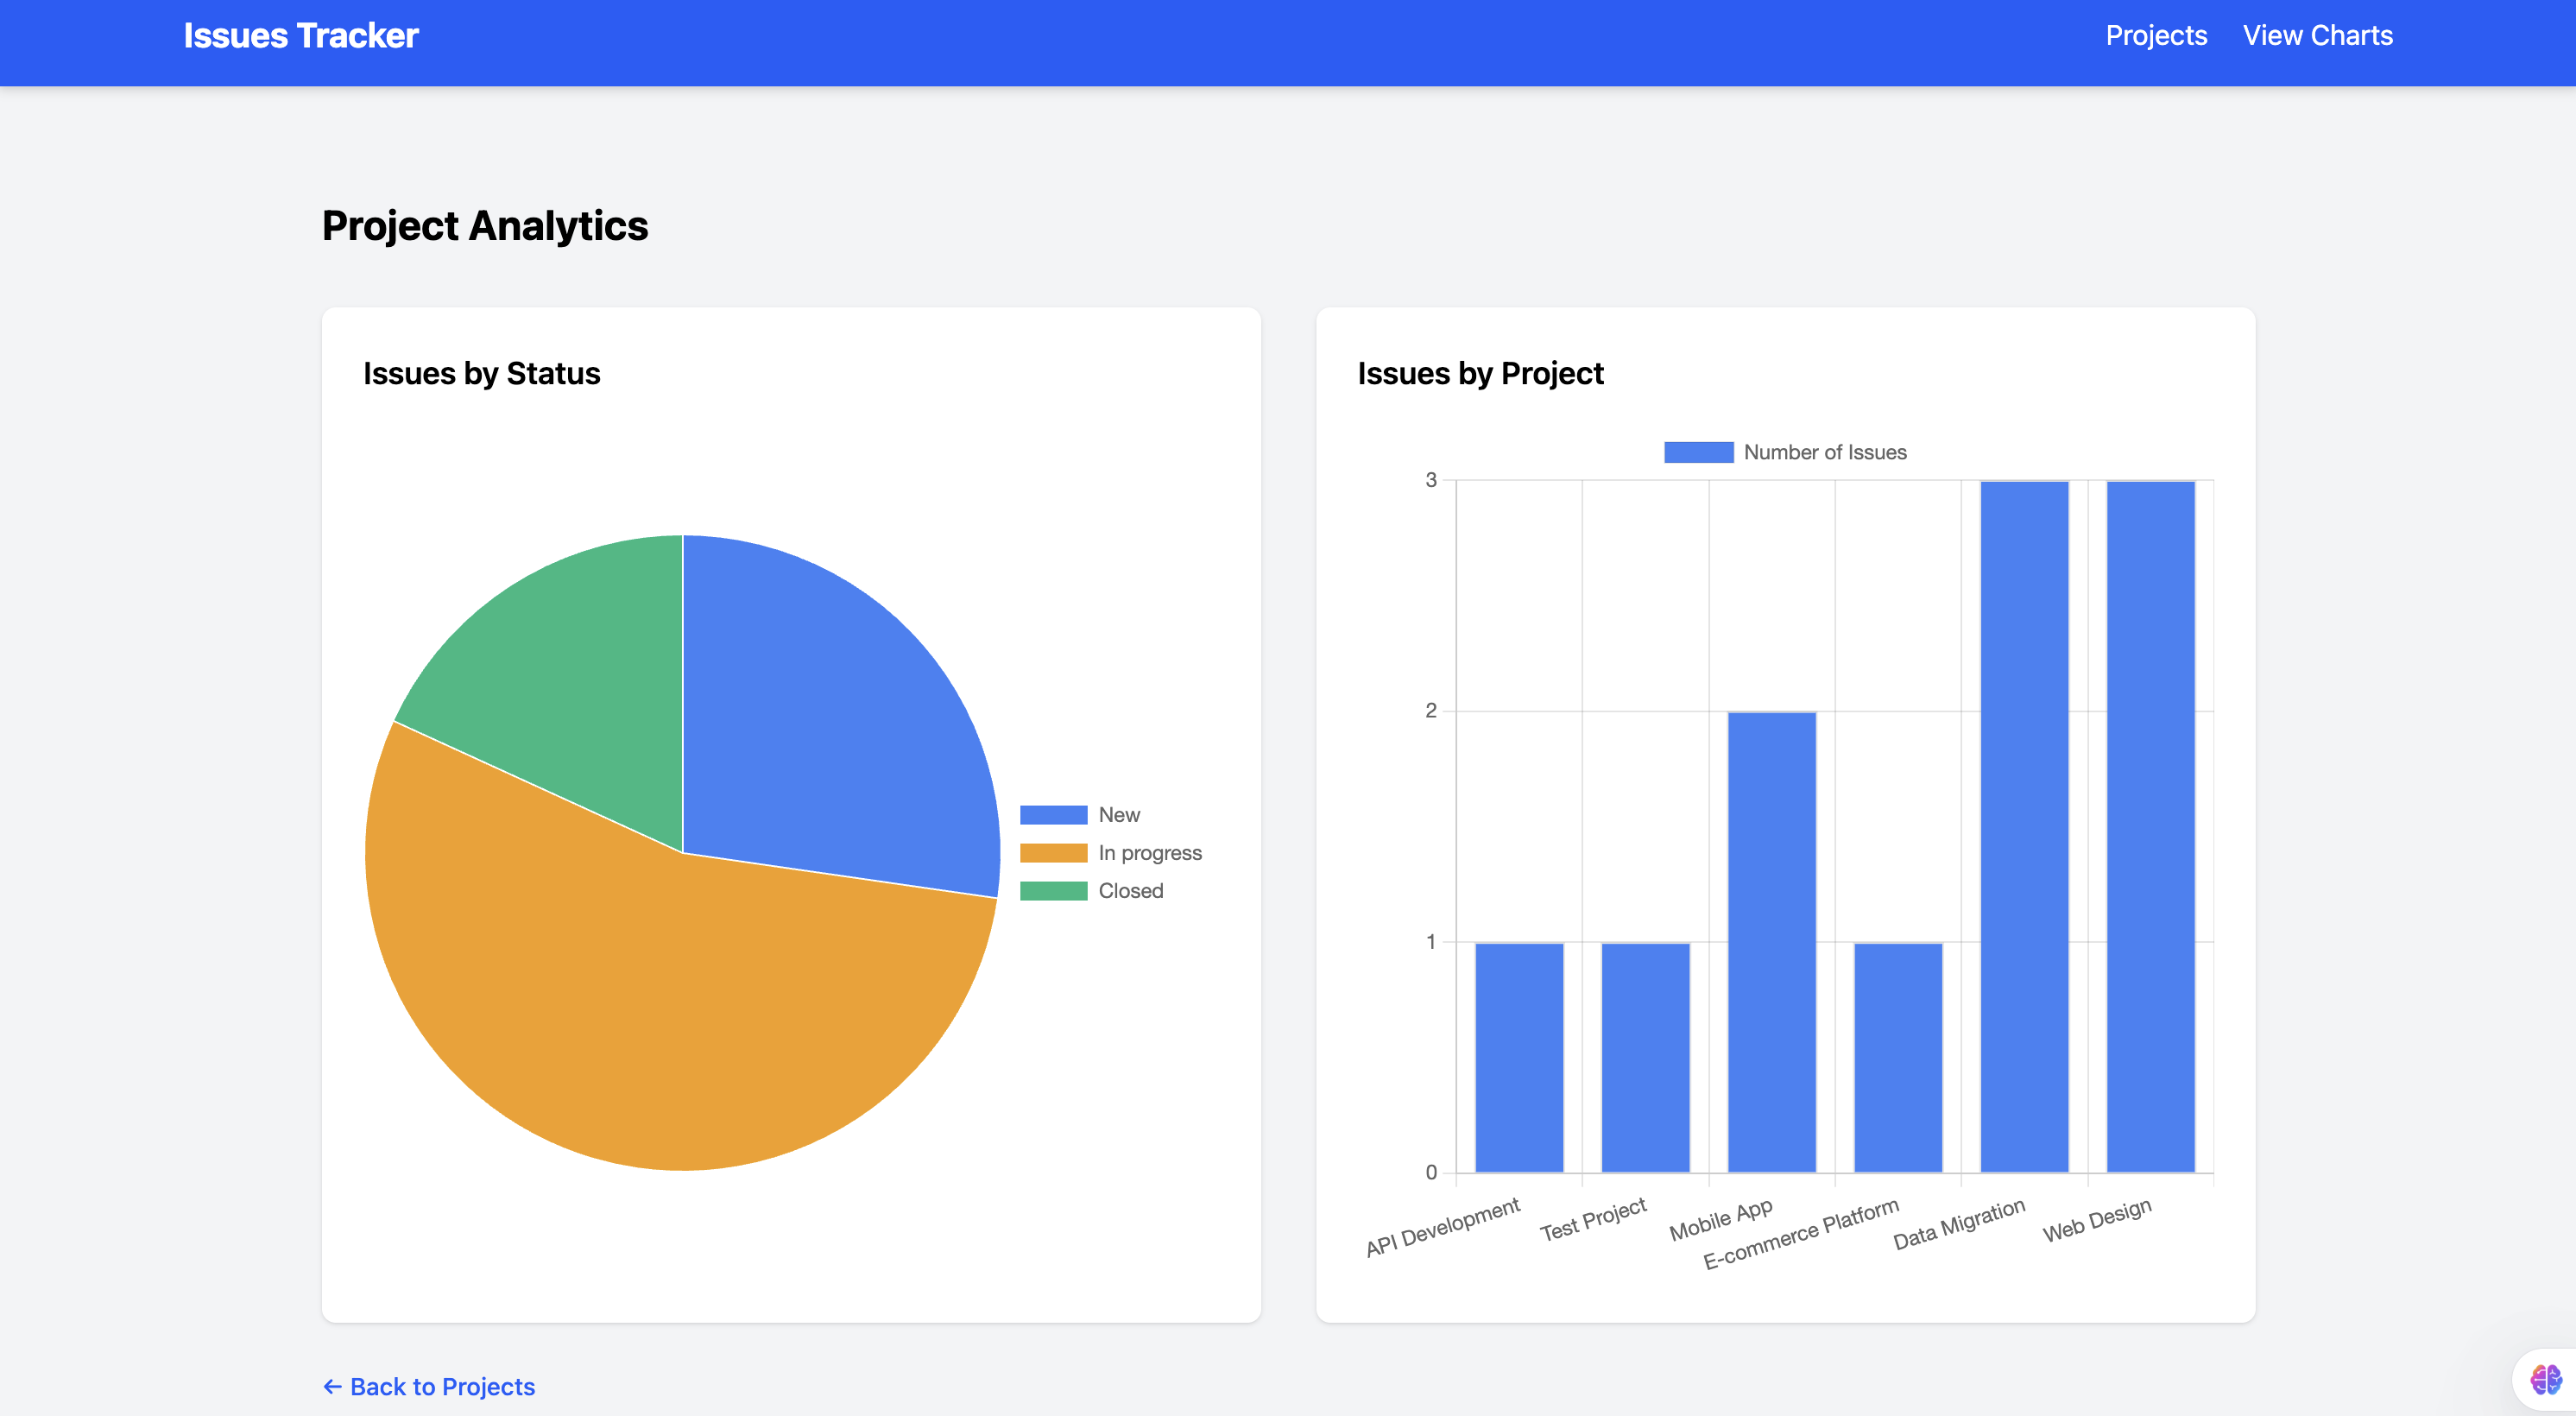 Issues Tracker
Projects
View Charts
Project Analytics
Issues by Status
New
In progress
Closed
Issues by Project
Number of Issues
3
2
1
0
API Development
Test Project
Mobile App
E-commerce Platform
Data Migration
Web Design
← Back to Projects